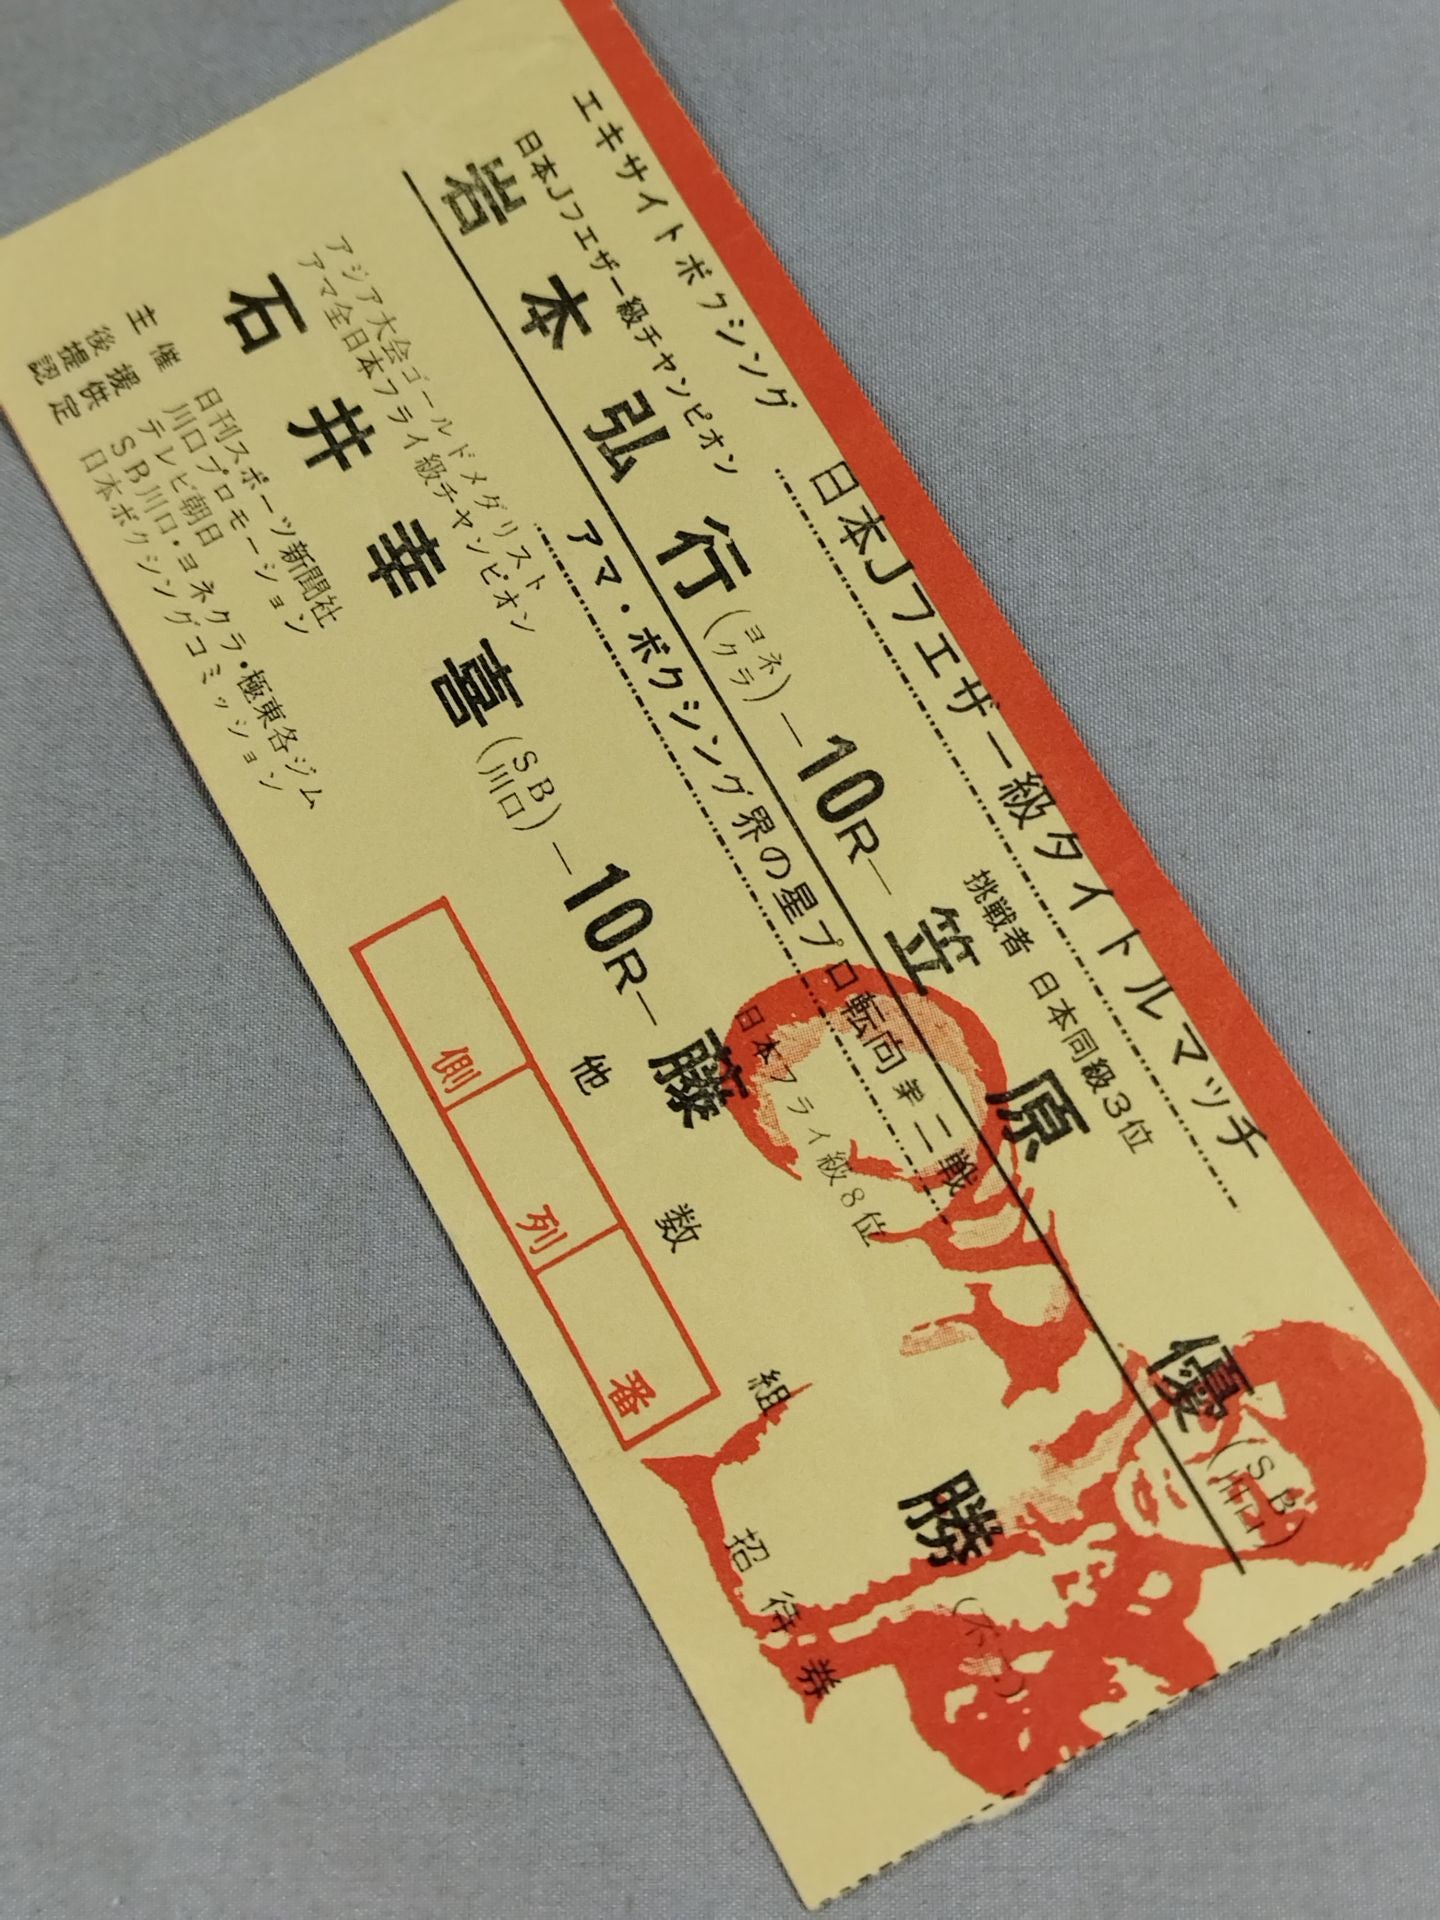 エキサイトボクシング
日本Jフェザー級タイトルマッチ
日本Jフェザー級チャンピオン
挑戦者 日本同級3位
岩本弘行(ヨネクラ)―10R―笠原 優(SB川口)
アマ・ボクシング界の星プロ転向第二戦
アジア大会ゴールドメダリスト
アマ全日本フライ級チャンピオン
日本フライ級8位
石井幸喜(SB川口)―10R―藤 勝
他 数 組
主催 日刊スポーツ新聞社
川口プロモーション
後援 テレビ朝日
提供 SB川口・ヨネクラ・極東各ジム
認定 日本ボクシングコミッション
側 列 番
招待券